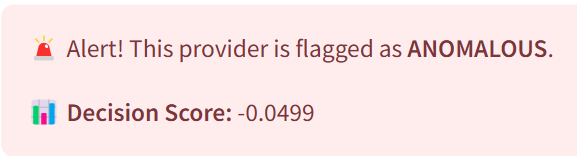 Alert! This provider is flagged as ANOMALOUS.
Decision Score: -0.0499